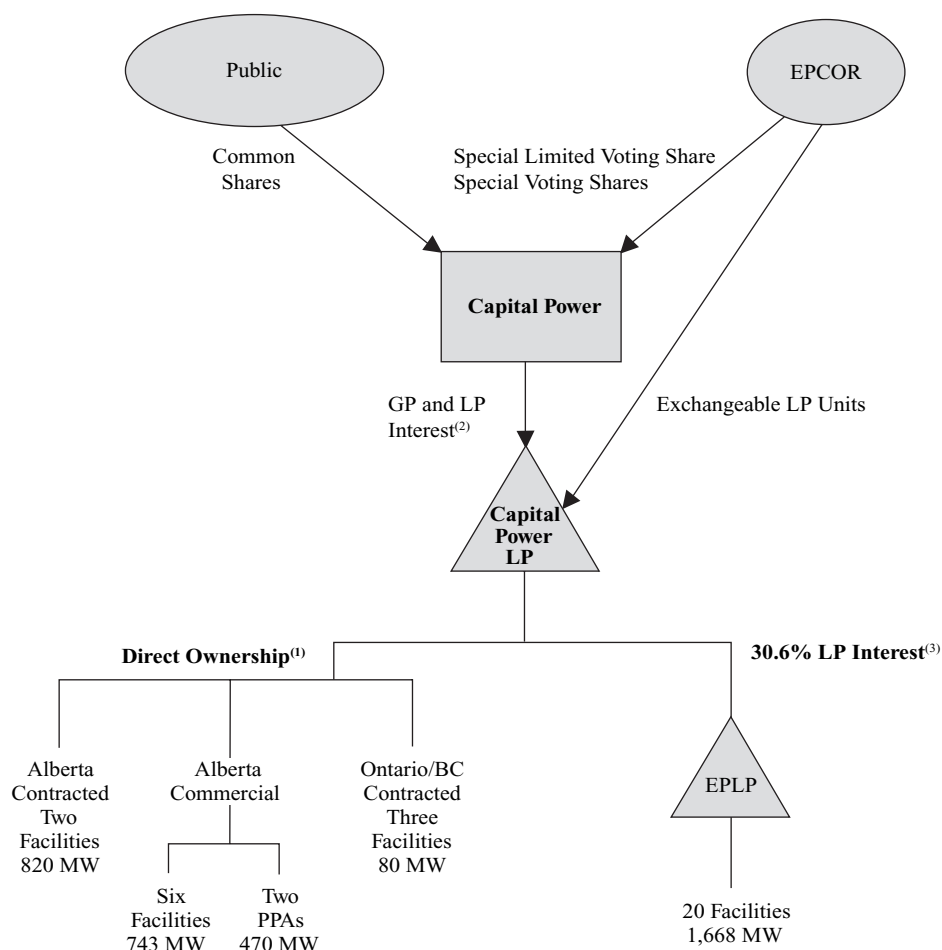 Public
EPCOR
Common
Shares
Special Limited Voting Share
Special Voting Shares
Capital Power
GP and LP
Interest(2)
Exchangeable LP Units
Capital
Power
LP
Direct Ownership(1)
30.6% LP Interest(3)
Alberta
Contracted
Two
Facilities
820 MW
Alberta
Commercial
Six
Facilities
743 MW
Two
PPAs
470 MW
Ontario/BC
Contracted
Three
Facilities
80 MW
EPLP
20 Facilities
1,668 MW